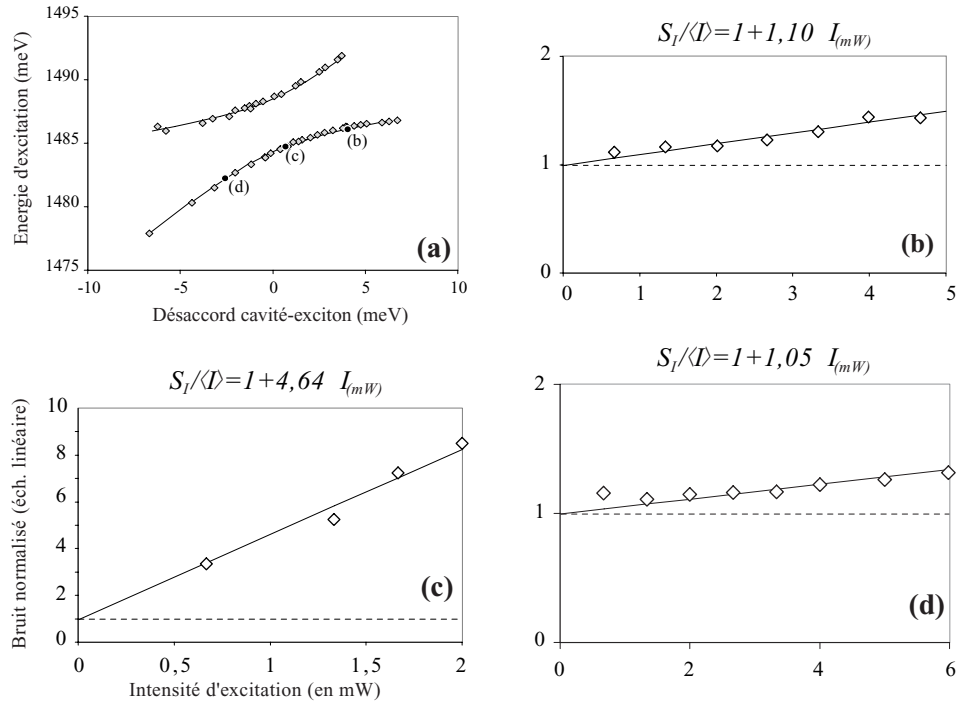 1495
1490
1485
1480
1475
Energie d'excitation (meV)
(d)
(c)
(b)
(a)
-10
-5
0
5
10
Désaccord cavité-exciton (meV)
S_I/⟨I⟩=1+1,10 I_(mW)
2
1
0
(b)
0
1
2
3
4
5
S_I/⟨I⟩=1+4,64 I_(mW)
10
8
6
4
2
0
Bruit normalisé (éch. linéaire)
(c)
0
0,5
1
1,5
2
Intensité d'excitation (en mW)
S_I/⟨I⟩=1+1,05 I_(mW)
2
1
0
(d)
0
2
4
6